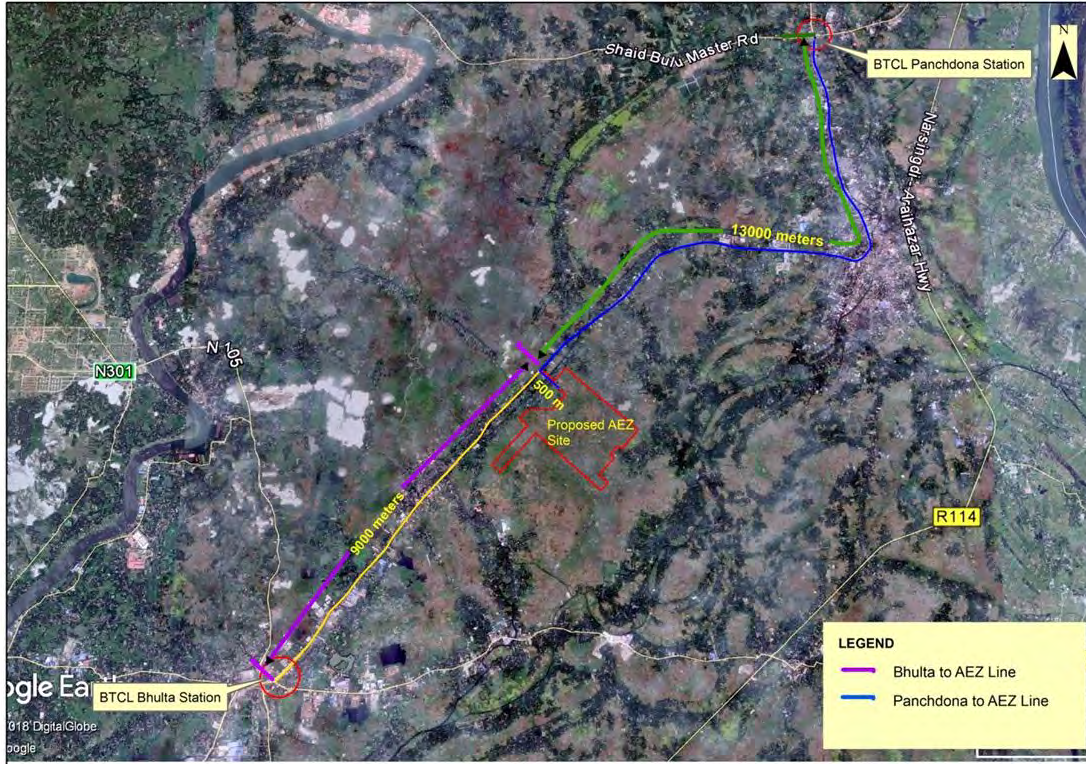 N
Shaid Bulu Master Rd
BTCL Panchdona Station
Narsingdi--Araihazar Hwy
13000 meters
N 105
N301
500 m
Proposed AEZ
Site
9000 meters
R114
BTCL Bhulta Station
ogle Earth
018 DigitalGlobe
oogle
LEGEND
Bhulta to AEZ Line
Panchdona to AEZ Line